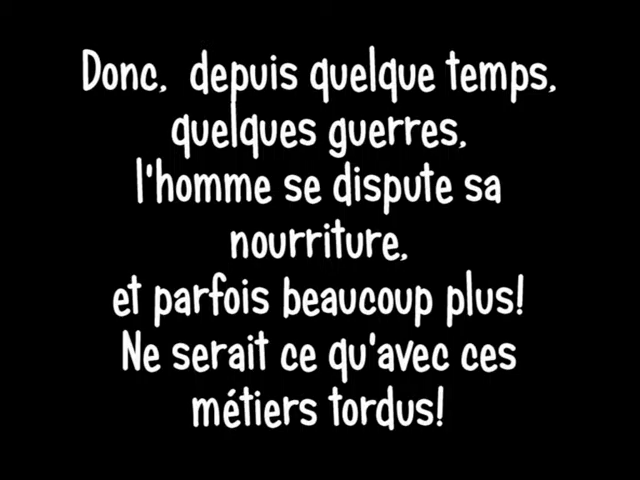 Donc, depuis quelque temps,
quelques guerres,
l'homme se dispute sa
nourriture,
et parfois beaucoup plus!
Ne serait ce qu'avec ces
métiers tordus!